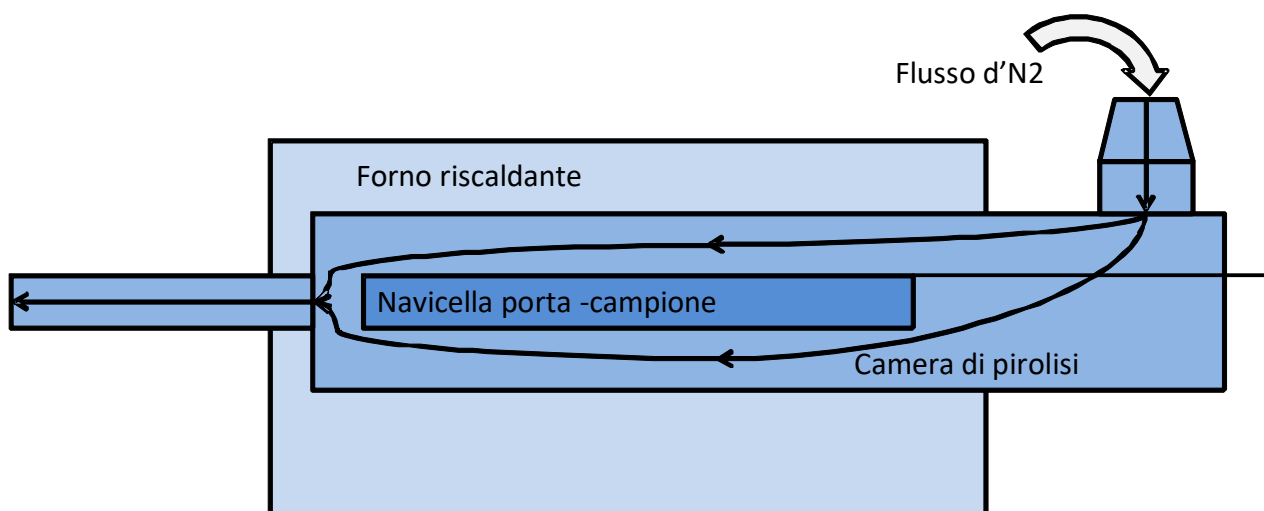 Flusso d’N2
Forno riscaldante
Navicella porta -campione
Camera di pirolisi